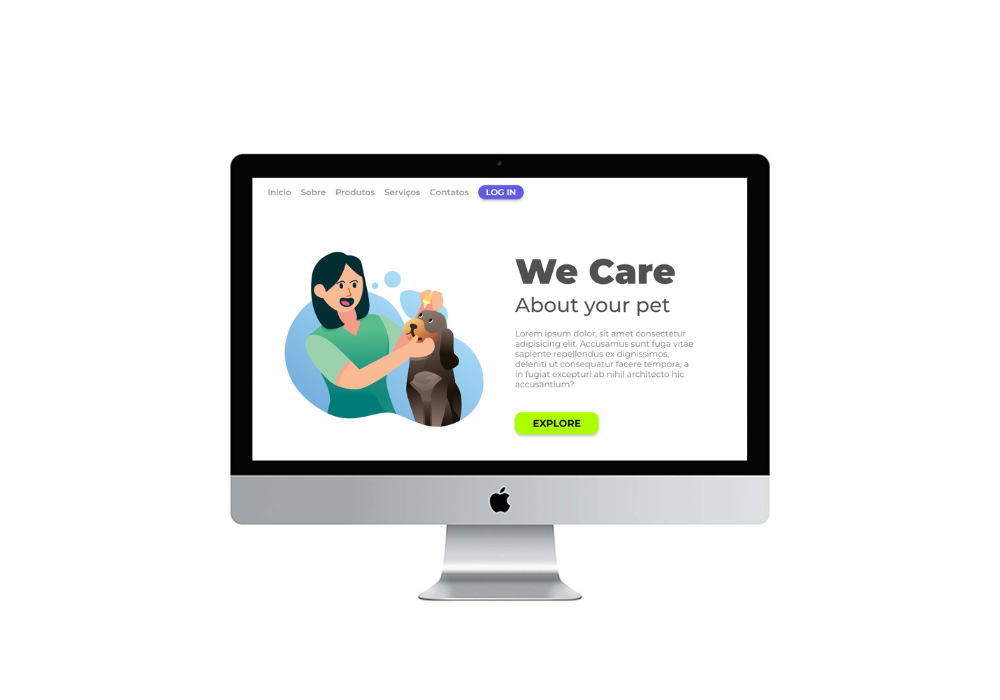 Inicio Sobre Produtos Serviços Contatos LOG IN
We Care
About your pet
Lorem ipsum dolor, sit amet consectetur
adipisicing elit. Accusamus sunt fuga vitae
sapiente repellendus ex dignissimos,
deleniti ut consequatur facere tempora, a
in fugiat excepturi ab nihil architecto hic
accusantium?
EXPLORE